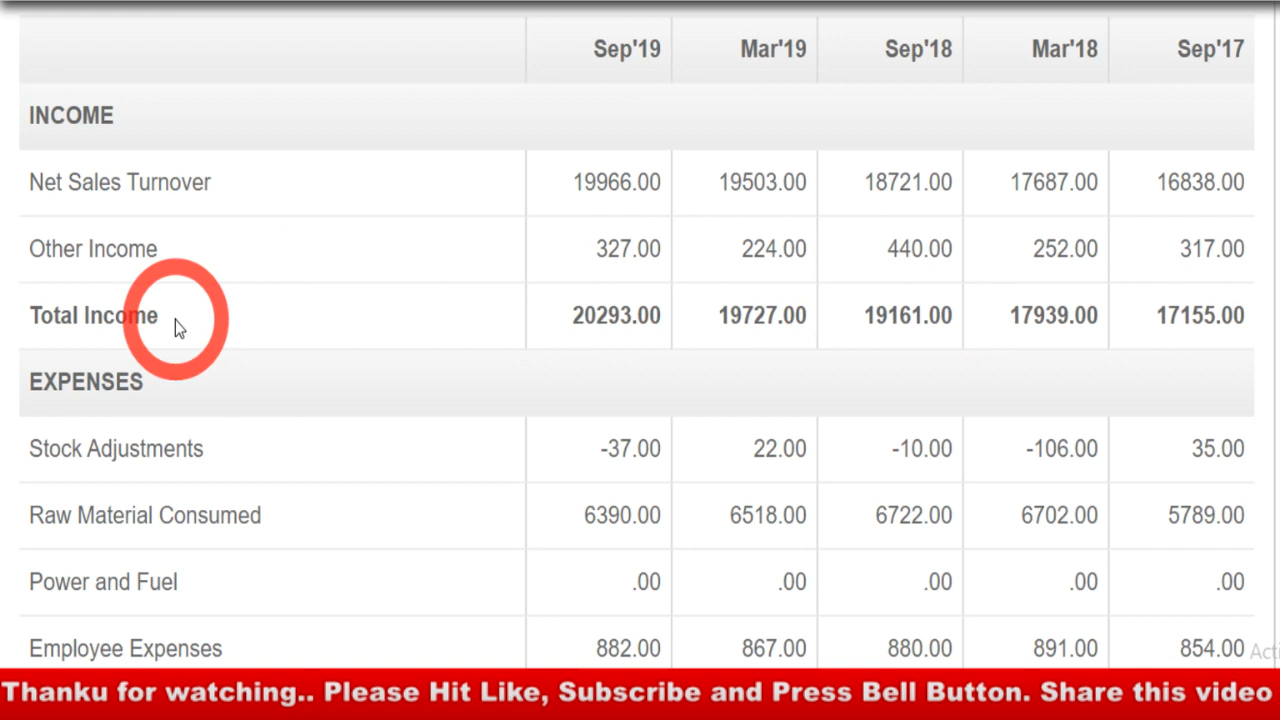 Sep'19 Mar'19 Sep'18 Mar'18 Sep'17
INCOME
Net Sales Turnover 19966.00 19503.00 18721.00 17687.00 16838.00
Other Income 327.00 224.00 440.00 252.00 317.00
Total Income 20293.00 19727.00 19161.00 17939.00 17155.00
EXPENSES
Stock Adjustments -37.00 22.00 -10.00 -106.00 35.00
Raw Material Consumed 6390.00 6518.00 6722.00 6702.00 5789.00
Power and Fuel .00 .00 .00 .00 .00
Employee Expenses 882.00 867.00 880.00 891.00 854.00
Thanku for watching.. Please Hit Like, Subscribe and Press Bell Button. Share this video